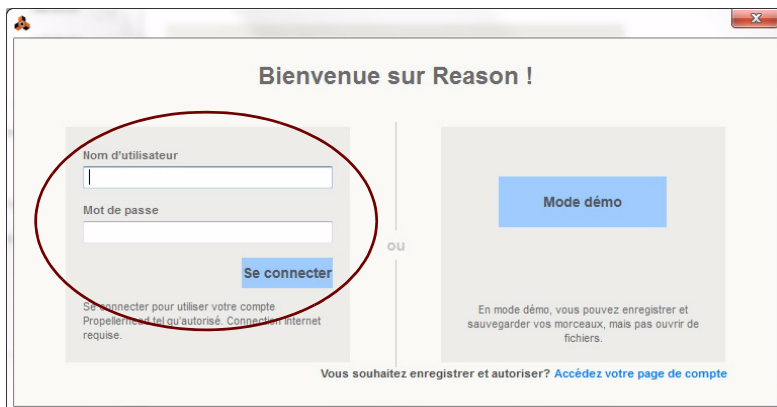 Bienvenue sur Reason !
Nom d'utilisateur
Mot de passe
Se connecter
Se connecter pour utiliser votre compte
Propellerhead tel qu'autorisé. Connection internet
requise.
ou
Mode démo
En mode démo, vous pouvez enregistrer et
sauvegarder vos morceaux, mais pas ouvrir de
fichiers.
Vous souhaitez enregistrer et autoriser? Accédez votre page de compte